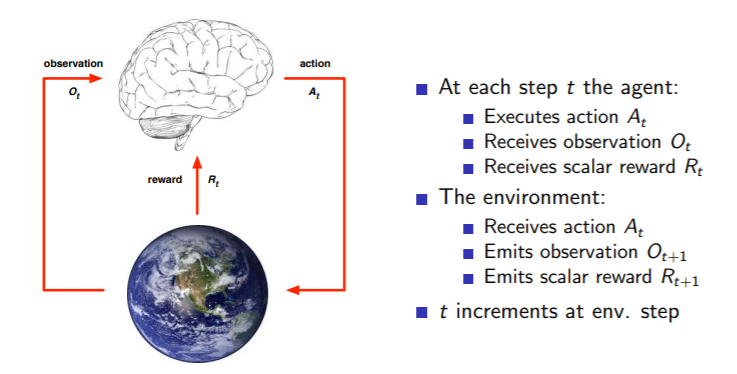 observation
O_t
action
A_t
reward
R_t
At each step t the agent:
Executes action A_t
Receives observation O_t
Receives scalar reward R_t
The environment:
Receives action A_t
Emits observation O_{t+1}
Emits scalar reward R_{t+1}
t increments at env. step